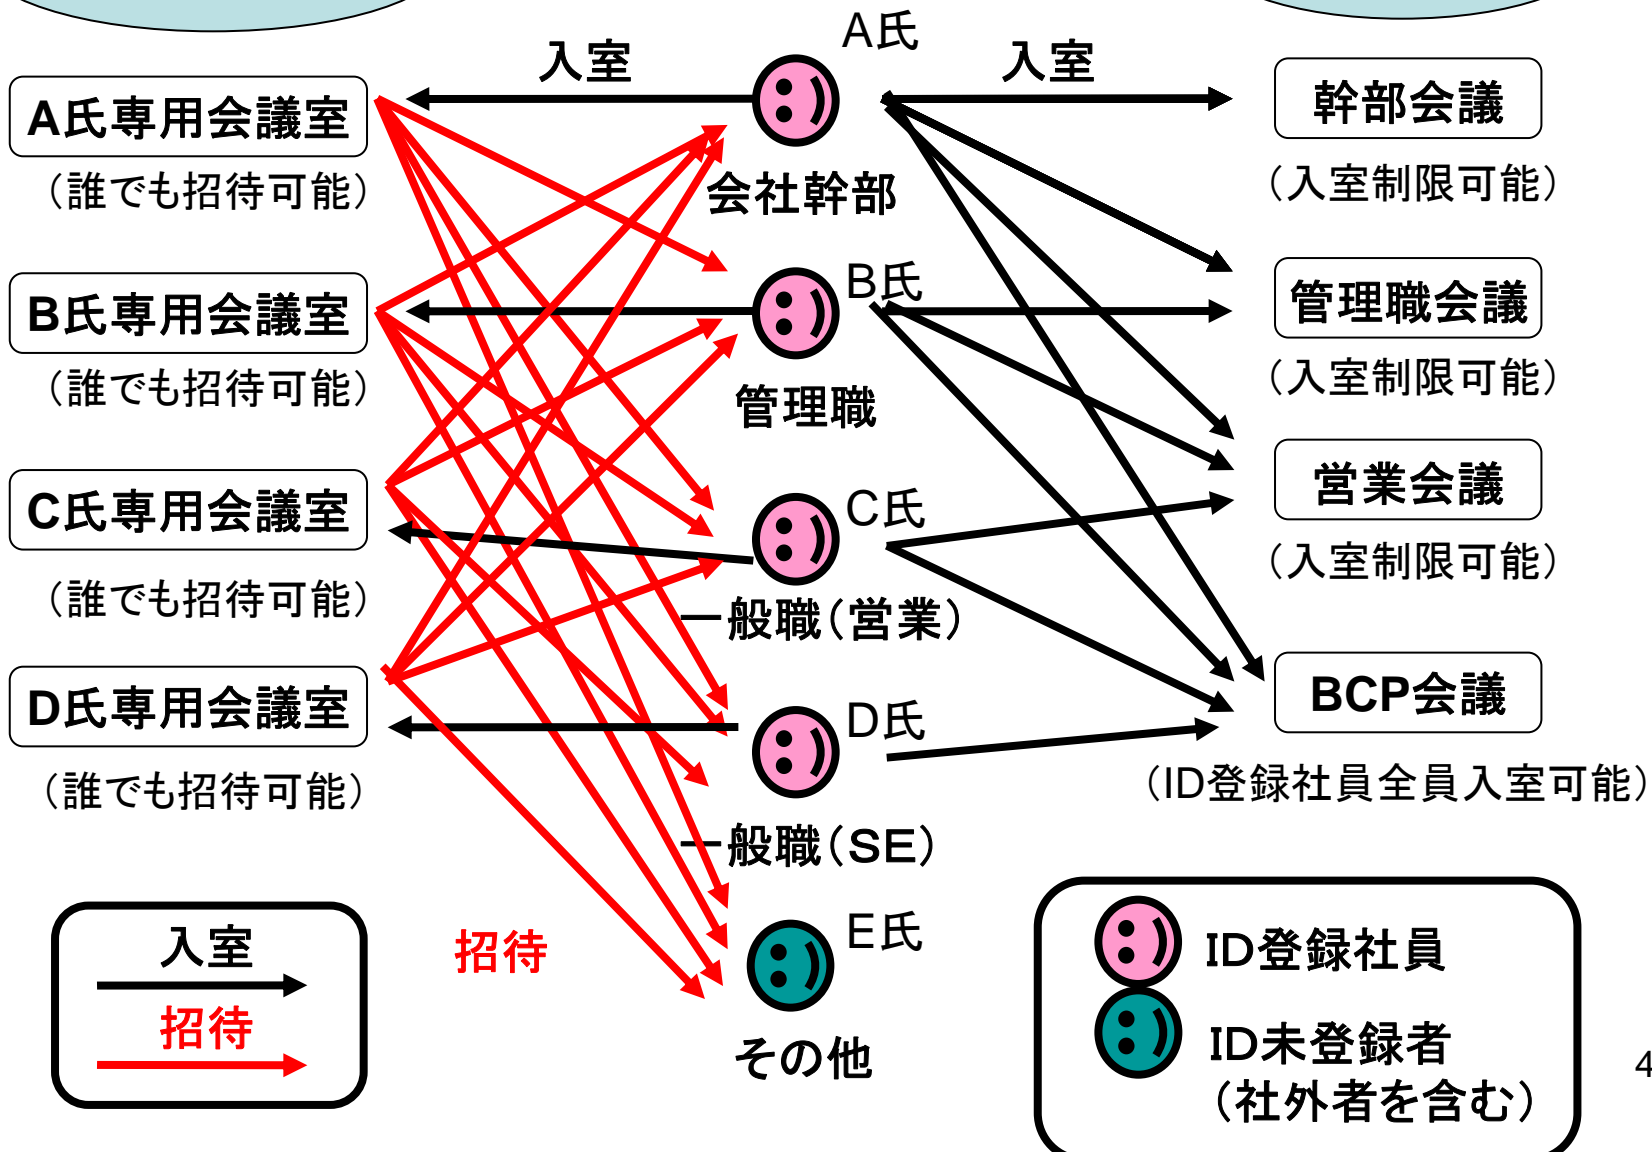 A氏
入室
入室
A氏専用会議室
（誰でも招待可能）
会社幹部
幹部会議
（入室制限可能）
B氏専用会議室
（誰でも招待可能）
B氏
管理職
管理職会議
（入室制限可能）
C氏専用会議室
（誰でも招待可能）
C氏
一般職（営業）
営業会議
（入室制限可能）
D氏専用会議室
（誰でも招待可能）
D氏
一般職（SE）
BCP会議
（ID登録社員全員入室可能）
入室
招待
招待
E氏
その他
ID登録社員
ID未登録者
（社外者を含む）
4